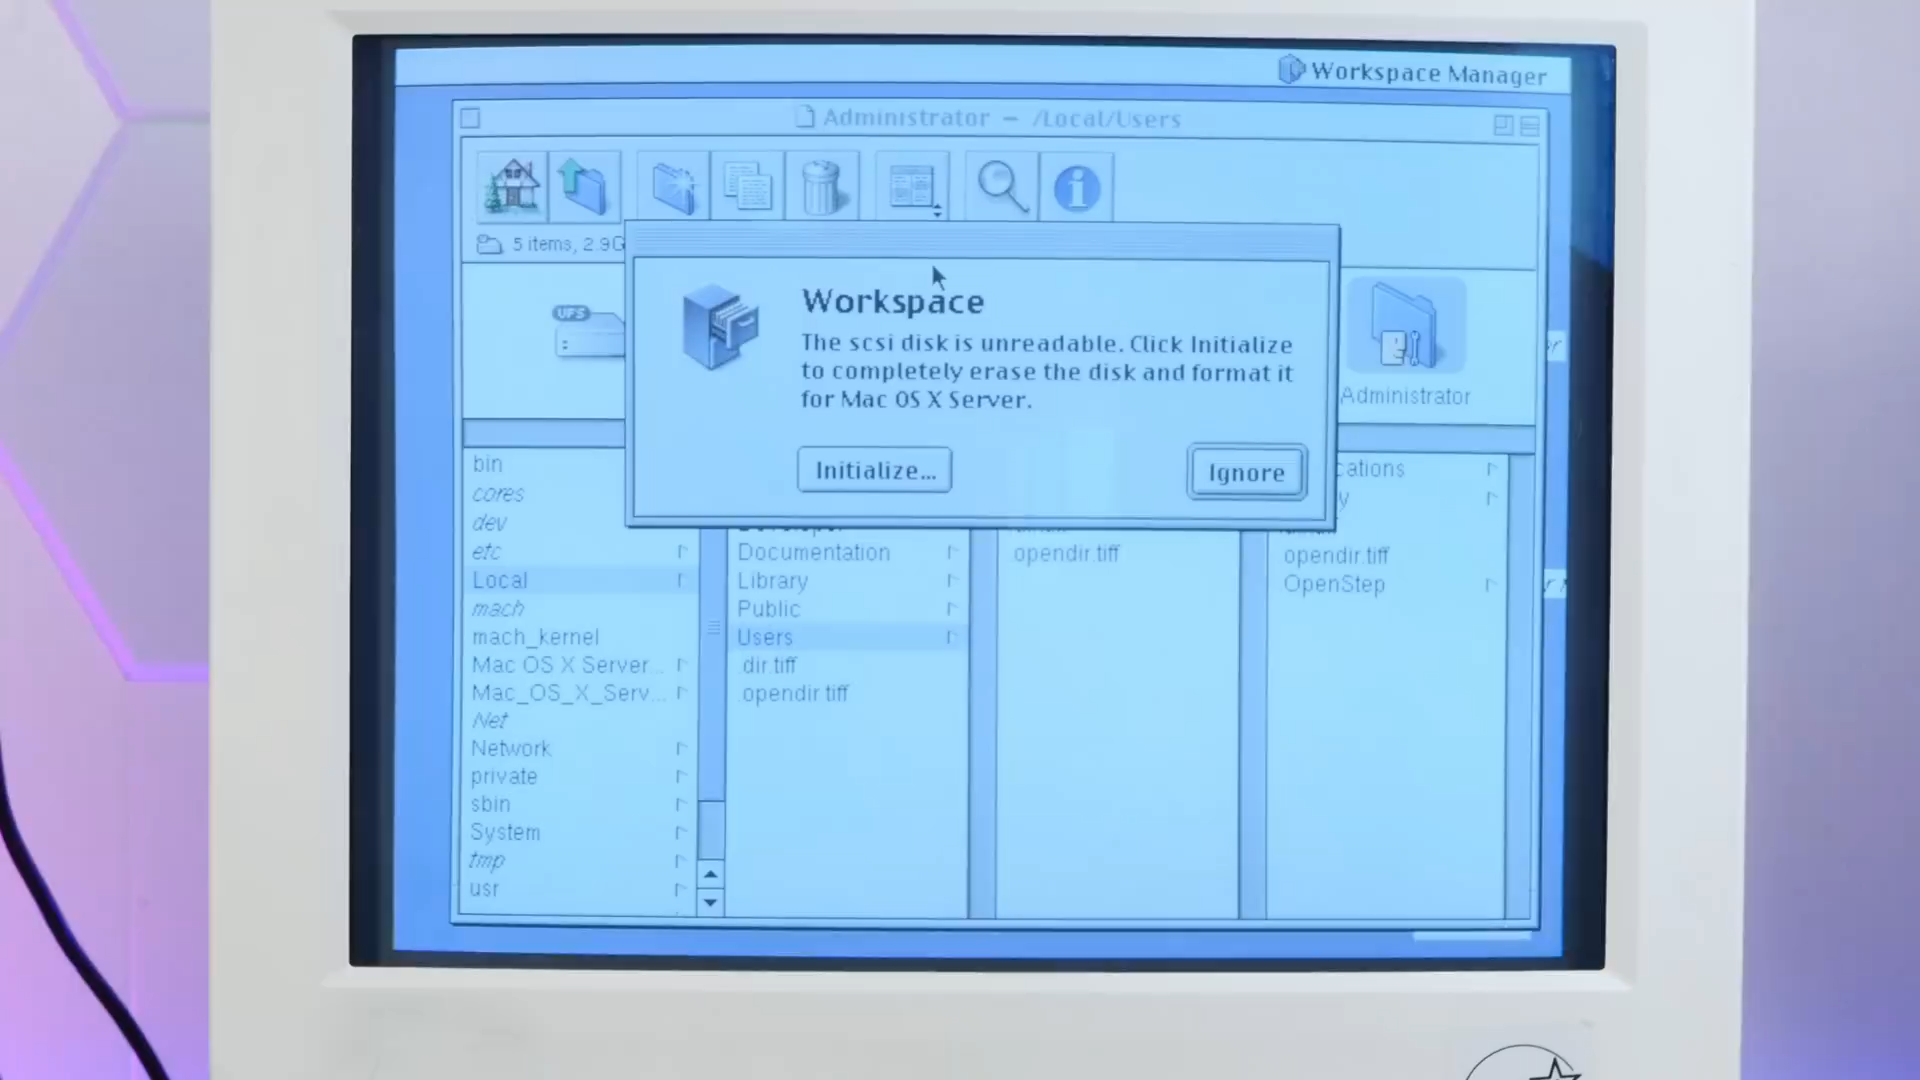 Workspace Manager
Administrator — /Local/Users
5 items, 2.9G
UFS
Workspace
The scsi disk is unreadable. Click Initialize
to completely erase the disk and format it
for Mac OS X Server.
Initialize...
Ignore
Administrator
bin
cores
dev
etc
Local
mach
mach_kernel
Mac OS X Server...
Mac_OS_X_Serv...
Net
Network
private
sbin
System
tmp
usr
Documentation
Library
Public
Users
.dir.tiff
.opendir.tiff
.opendir.tiff
cations
y
.opendir.tiff
OpenStep